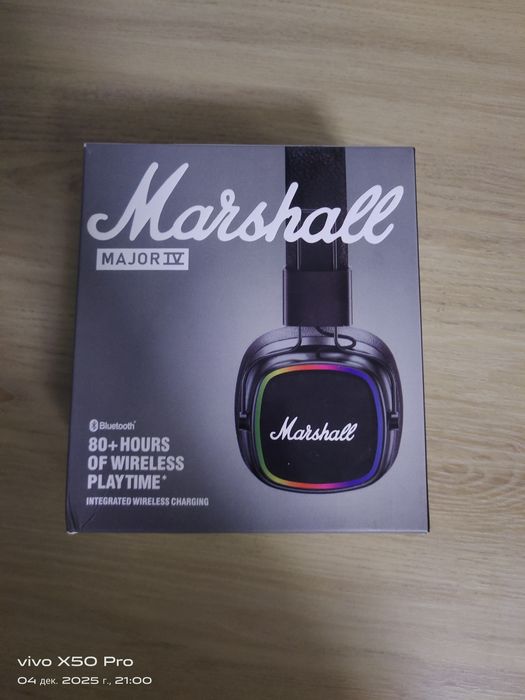 Marshall
MAJOR IV
Bluetooth®
80+ HOURS
OF WIRELESS
PLAYTIME*
INTEGRATED WIRELESS CHARGING
Marshall
vivo X50 Pro
04 дек. 2025 г., 21:00